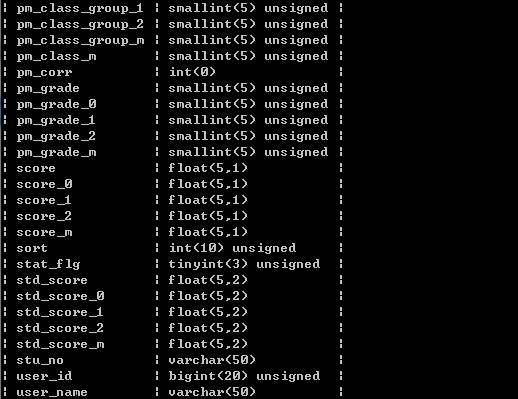 | pm_class_group_1 | smallint(5) unsigned |
| pm_class_group_2 | smallint(5) unsigned |
| pm_class_group_m | smallint(5) unsigned |
| pm_class_m | smallint(5) unsigned |
| pm_corr | int(0) |
| pm_grade | smallint(5) unsigned |
| pm_grade_0 | smallint(5) unsigned |
| pm_grade_1 | smallint(5) unsigned |
| pm_grade_2 | smallint(5) unsigned |
| pm_grade_m | smallint(5) unsigned |
| score | float(5,1) |
| score_0 | float(5,1) |
| score_1 | float(5,1) |
| score_2 | float(5,1) |
| score_m | float(5,1) |
| sort | int(10) unsigned |
| stat_flg | tinyint(3) unsigned |
| std_score | float(5,2) |
| std_score_0 | float(5,2) |
| std_score_1 | float(5,2) |
| std_score_2 | float(5,2) |
| std_score_m | float(5,2) |
| stu_no | varchar(50) |
| user_id | bigint(20) unsigned |
| user_name | varchar(50) |